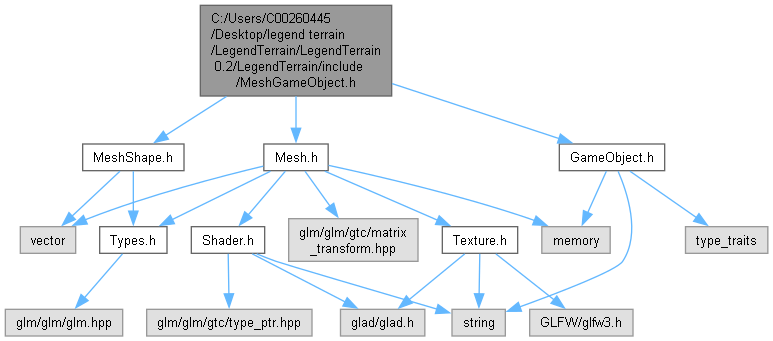 C:/Users/C00260445
/Desktop/legend terrain
/LegendTerrain/LegendTerrain
0.2/LegendTerrain/include
/MeshGameObject.h
MeshShape.h
Mesh.h
GameObject.h
vector
Types.h
Shader.h
glm/glm/gtc/matrix
_transform.hpp
Texture.h
memory
type_traits
glm/glm/glm.hpp
glm/glm/gtc/type_ptr.hpp
glad/glad.h
string
GLFW/glfw3.h